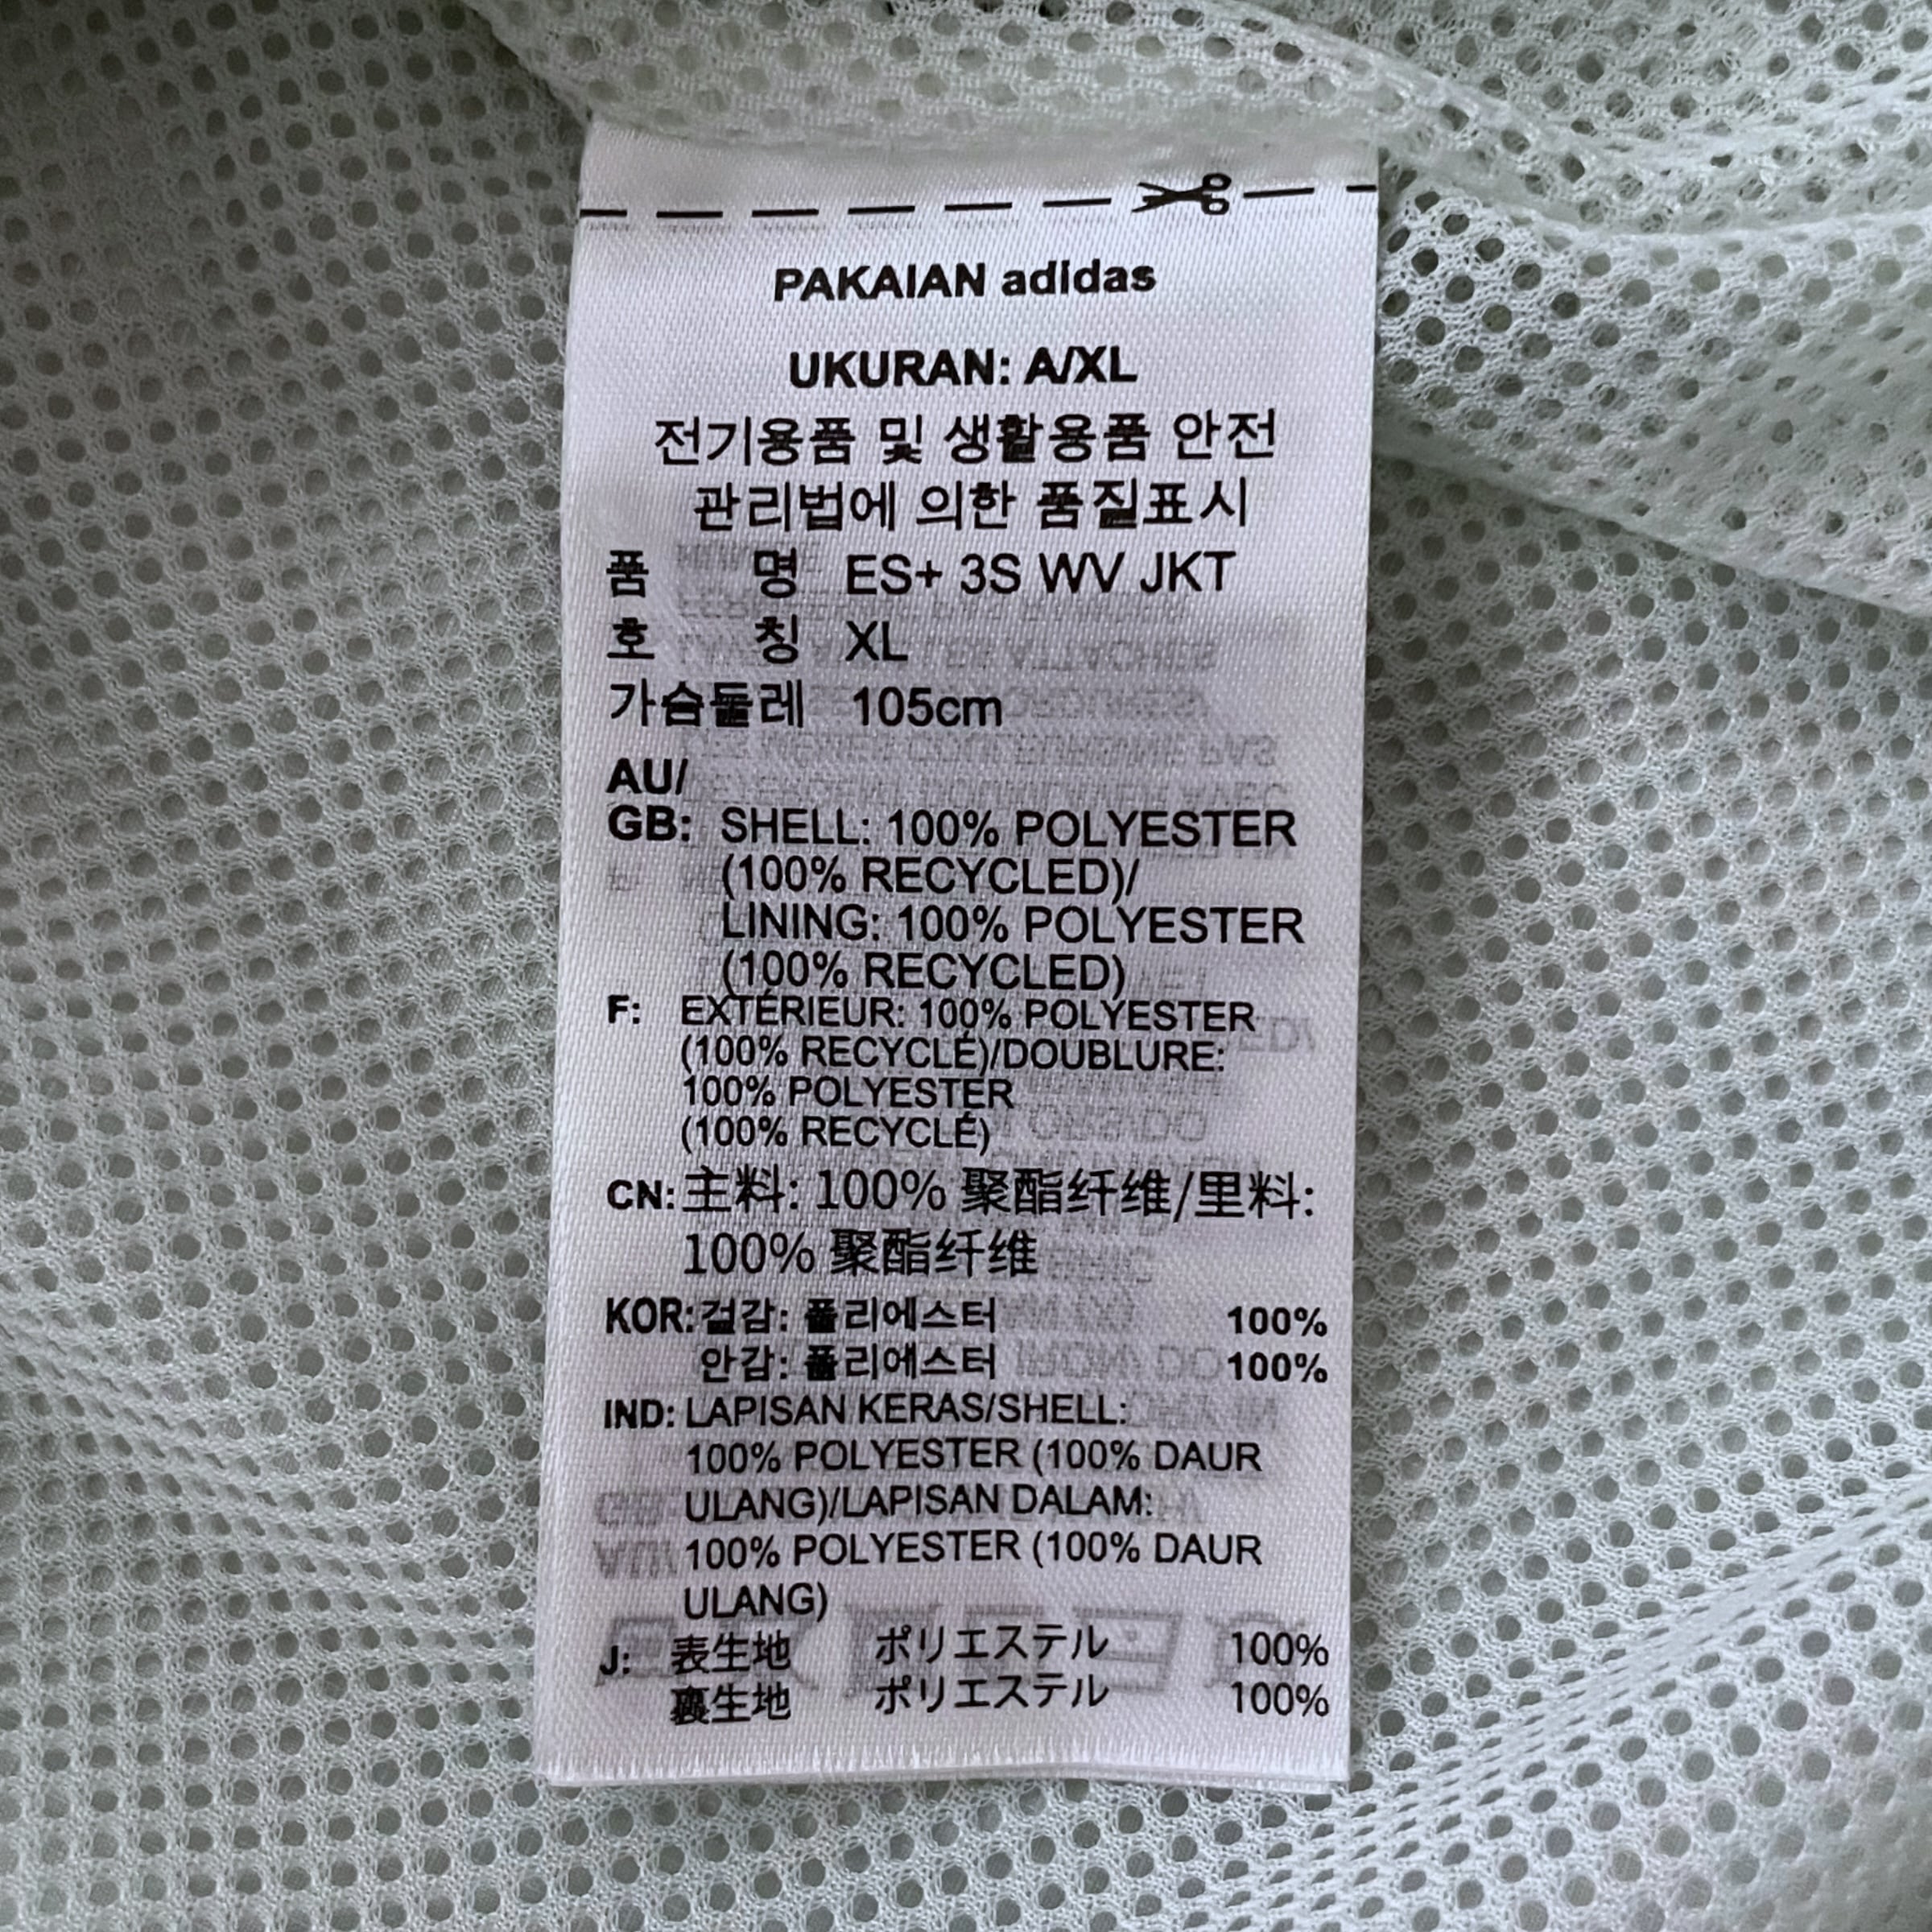 PAKAIAN adidas
UKURAN: A/XL
전기용품 및 생활용품 안전
관리법에 의한 품질표시
품 명 ES+ 3S WV JKT
호 칭 XL
가슴둘레 105cm
AU/
GB: SHELL: 100% POLYESTER
(100% RECYCLED)/
LINING: 100% POLYESTER
(100% RECYCLED)
F: EXTÉRIEUR: 100% POLYESTER
(100% RECYCLÉ)/DOUBLURE:
100% POLYESTER
(100% RECYCLÉ)
CN: 主料: 100% 聚酯纤维/里料:
100% 聚酯纤维
KOR: 겉감: 폴리에스터 100%
안감: 폴리에스터 100%
IND: LAPISAN KERAS/SHELL:
100% POLYESTER (100% DAUR
ULANG)/LAPISAN DALAM:
100% POLYESTER (100% DAUR
ULANG)
J: 表生地 ポリエステル 100%
裏生地 ポリエステル 100%